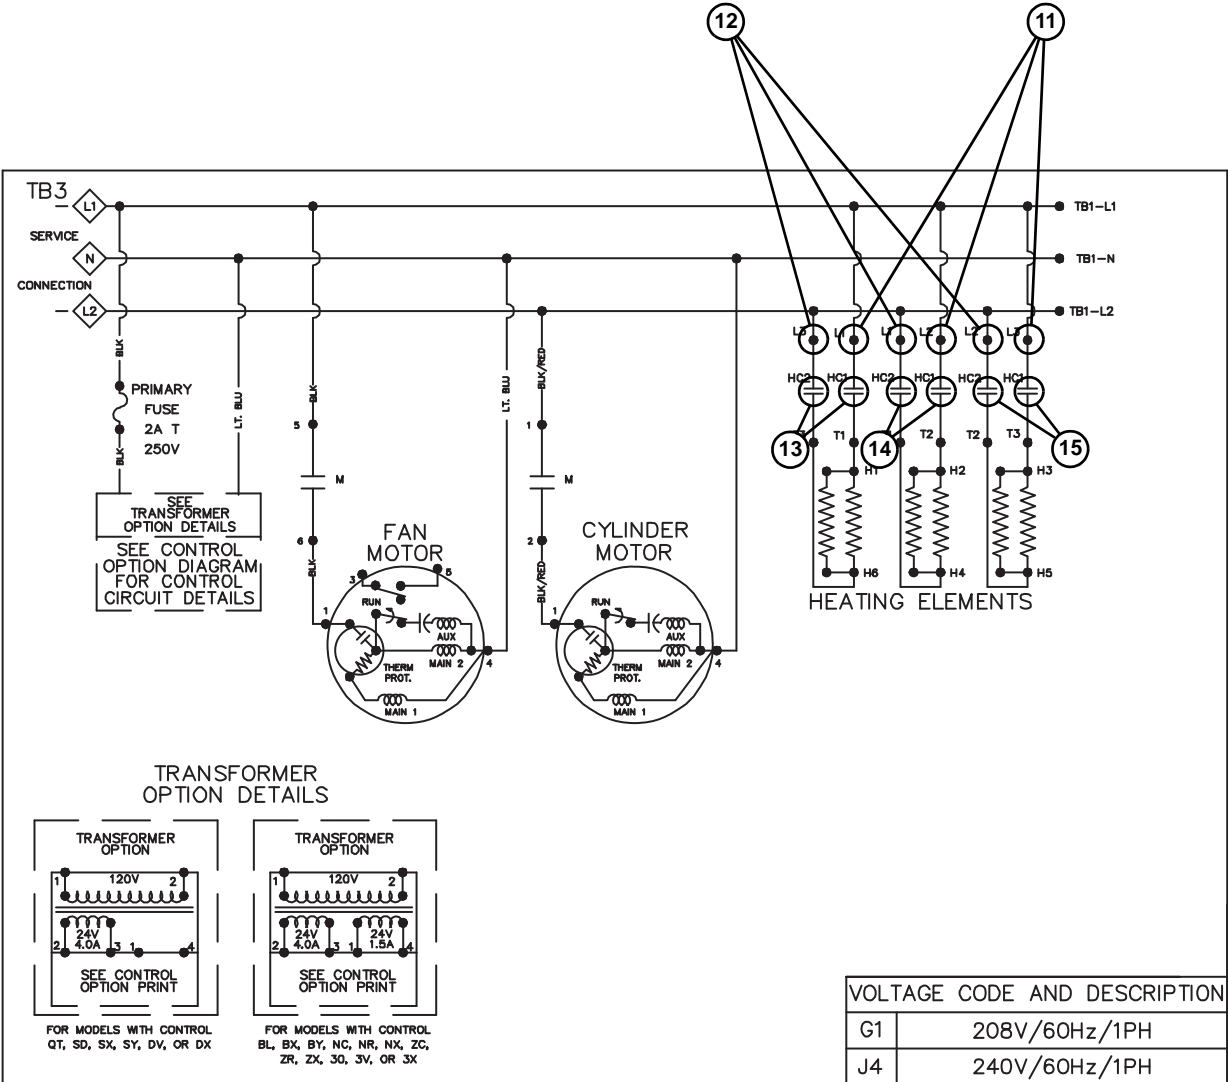 12
11
TB3
L1
TB1-L1
SERVICE
N
TB1-N
CONNECTION
L2
TB1-L2
L3 L1 L1 L2 L2 L3
HC2 HC1 HC2 HC1 HC2 HC1
13
14
15
T1 T2 T2 T3
H1 H2 H3
H6 H4 H5
HEATING ELEMENTS
BLK
PRIMARY
FUSE
2A T
250V
BLK
LT. BLU
BLK
5
M
6
BLK
LT. BLU
BLK/RED
1
M
2
BLK/RED
SEE
TRANSFORMER
OPTION DETAILS
SEE CONTROL
OPTION DIAGRAM
FOR CONTROL
CIRCUIT DETAILS
FAN
MOTOR
3
5
RUN
1
AUX
MAIN 2
4
THERM
PROT.
MAIN 1
CYLINDER
MOTOR
RUN
1
AUX
MAIN 2
4
THERM
PROT.
MAIN 1
TRANSFORMER
OPTION DETAILS
TRANSFORMER
OPTION
1 120V 2
24V
4.0A
2 3 1 4
SEE CONTROL
OPTION PRINT
FOR MODELS WITH CONTROL
QT, SD, SX, SY, DV, OR DX
TRANSFORMER
OPTION
1 120V 2
24V 24V
4.0A 1.5A
2 3 1 4
SEE CONTROL
OPTION PRINT
FOR MODELS WITH CONTROL
BL, BX, BY, NC, NR, NX, ZC,
ZR, ZX, 30, 3V, OR 3X
VOLTAGE CODE AND DESCRIPTION
G1 208V/60Hz/1PH
J4 240V/60Hz/1PH